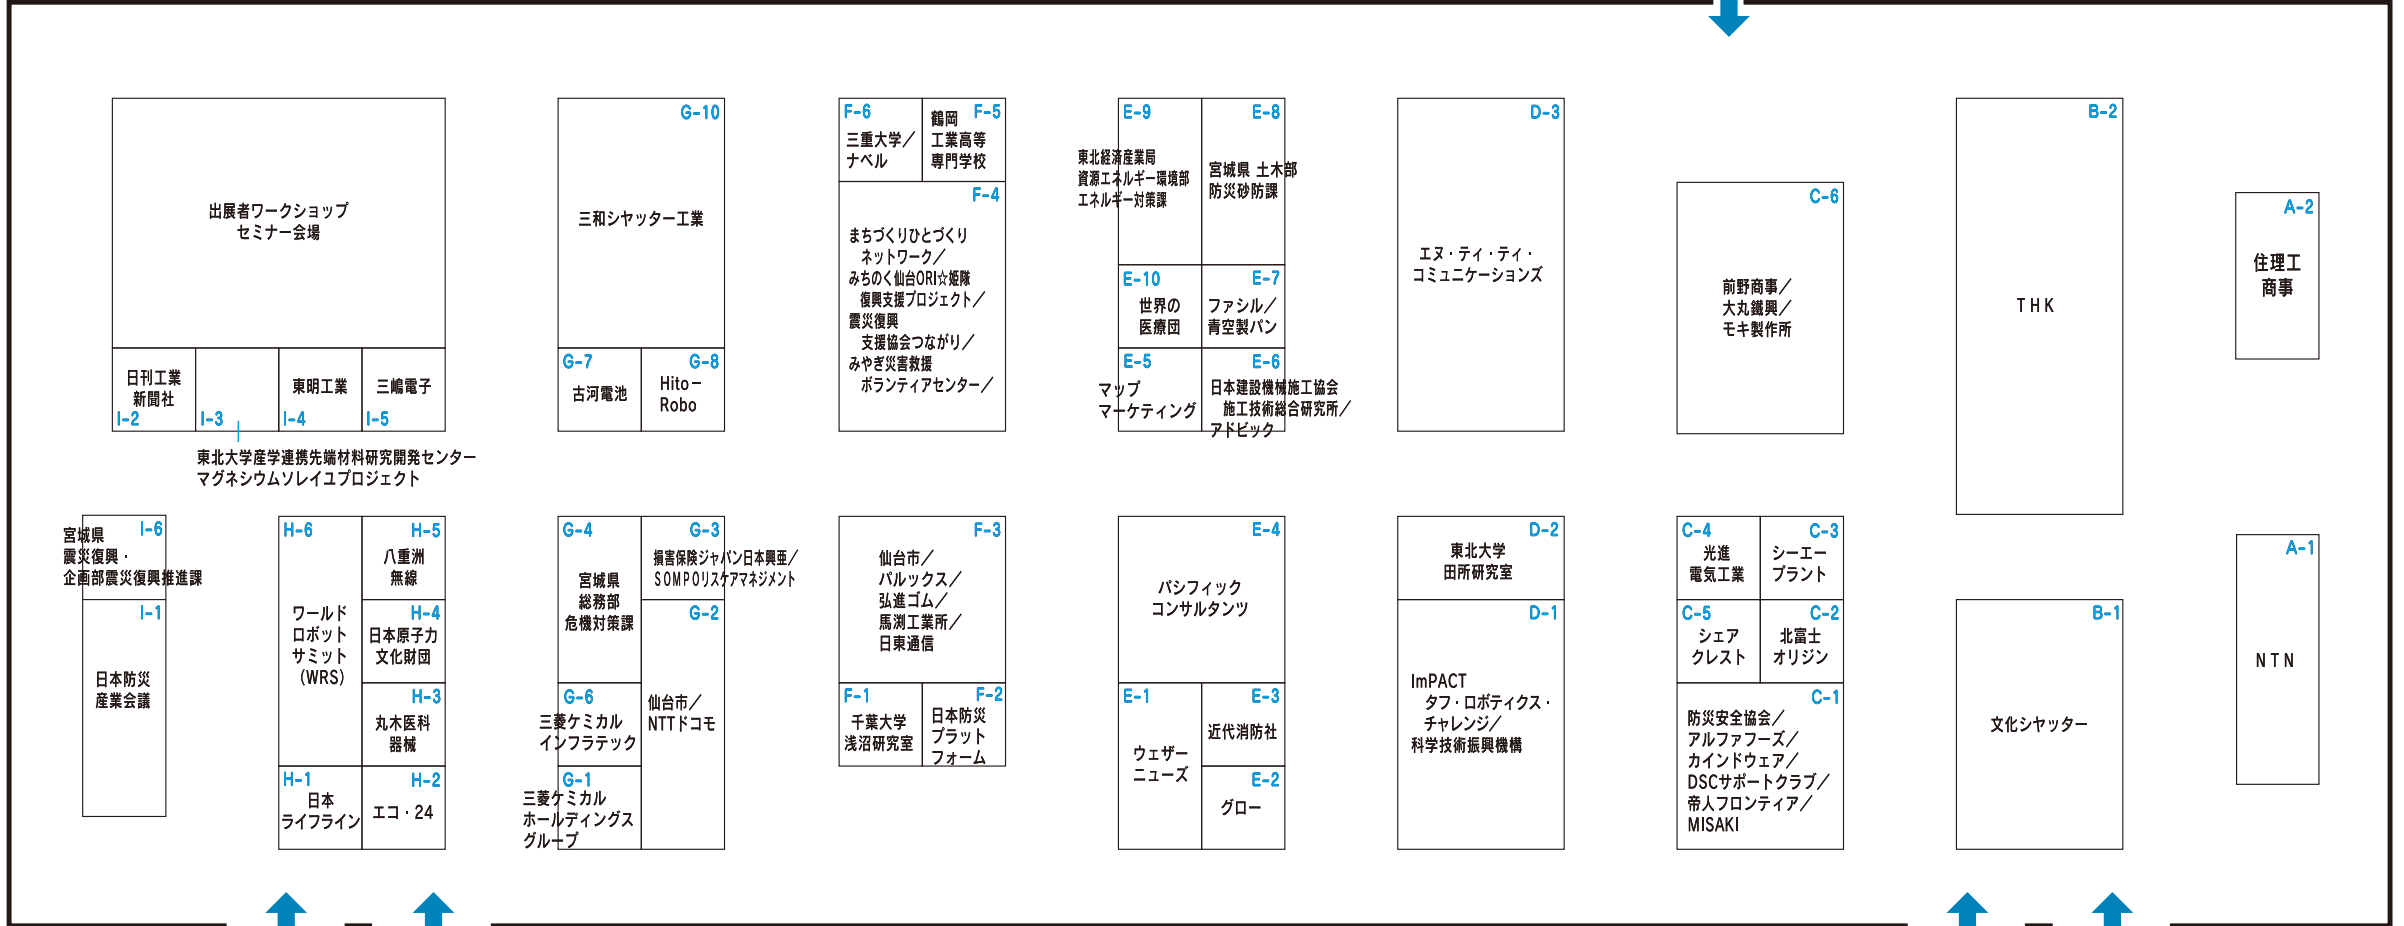 出展者ワークショップ
セミナー会場
日刊工業
新聞社
I-2
I-3
東明工業
I-4
三嶋電子
I-5
東北大学産学連携先端材料研究開発センター
マグネシウムソレイユプロジェクト
G-10
三和シヤッター工業
G-7
古河電池
G-8
Hito－
Robo
F-6
三重大学／
ナベル
F-5
鶴岡
工業高等
専門学校
F-4
まちづくりひとづくり
ネットワーク／
みちのく仙台ORI☆姫隊
復興支援プロジェクト／
震災復興
支援協会つながり／
みやぎ災害救援
ボランティアセンター／
E-9
東北経済産業局
資源エネルギー環境部
エネルギー対策課
E-8
宮城県 土木部
防災砂防課
E-10
世界の
医療団
E-7
ファシル／
青空製パン
E-5
マップ
マーケティング
E-6
日本建設機械施工協会
施工技術総合研究所／
アドビック
D-3
エヌ・ティ・ティ・
コミュニケーションズ
C-6
前野商事／
大丸鐵興／
モキ製作所
B-2
THK
A-2
住理工
商事
I-6
宮城県
震災復興・
企画部震災復興推進課
I-1
日本防災
産業会議
H-6
ワールド
ロボット
サミット
（WRS）
H-5
八重洲
無線
H-4
日本原子力
文化財団
H-3
丸木医科
器械
H-1
日本
ライフライン
H-2
エコ・24
G-4
宮城県
総務部
危機対策課
G-3
損害保険ジャパン日本興亜／
SOMPOリスケアマネジメント
G-2
仙台市／
NTTドコモ
G-6
三菱ケミカル
インフラテック
G-1
三菱ケミカル
ホールディングス
グループ
F-3
仙台市／
パルックス／
弘進ゴム／
馬渕工業所／
日東通信
F-1
千葉大学
浅沼研究室
F-2
日本防災
プラット
フォーム
E-4
パシフィック
コンサルタンツ
E-1
ウェザー
ニューズ
E-3
近代消防社
E-2
グロー
D-2
東北大学
田所研究室
D-1
ImPACT
タフ・ロボティクス・
チャレンジ／
科学技術振興機構
C-4
光進
電気工業
C-3
シーエー
プラント
C-5
シェア
クレスト
C-2
北富士
オリジン
C-1
防災安全協会／
アルファフーズ／
カインドウェア／
DSCサポートクラブ／
帝人フロンティア／
MISAKI
B-1
文化シヤッター
A-1
NTN